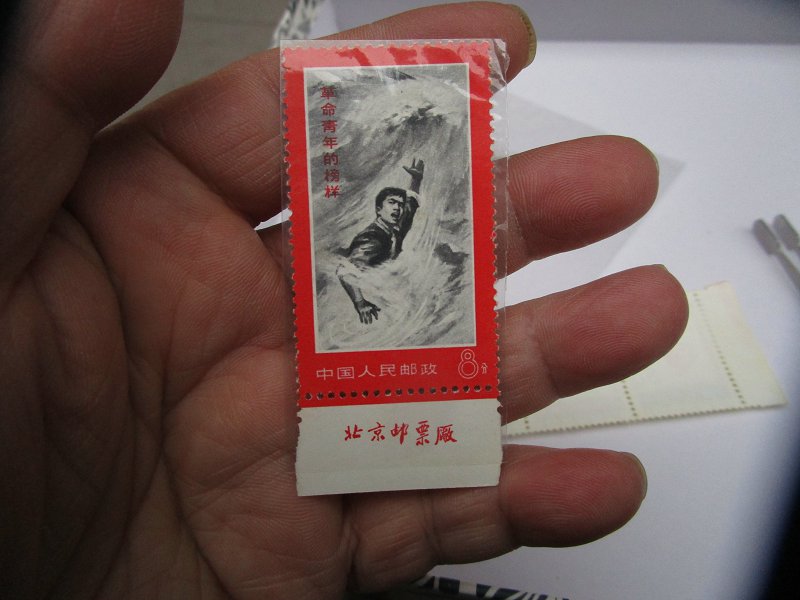 革命青年的榜样
中国人民邮政 8分
北京邮票厰